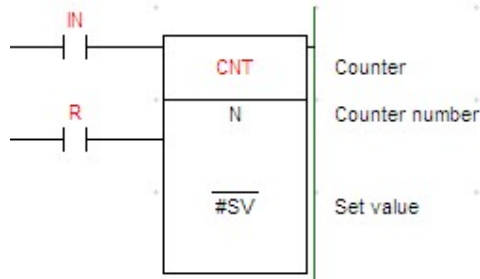 IN
CNT Counter
R
N Counter number
#SV Set value